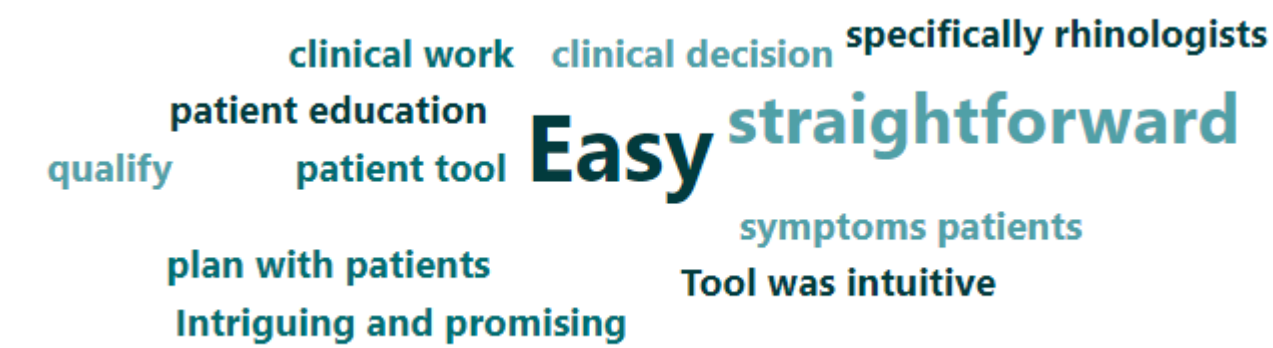 specifically rhinologists
clinical work
clinical decision
patient education
straightforward
Easy
qualify
patient tool
symptoms patients
plan with patients
Tool was intuitive
Intriguing and promising